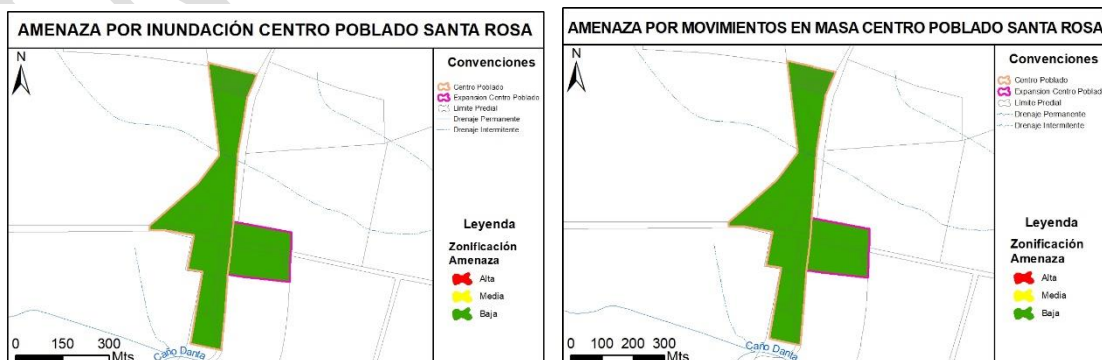 AMENAZA POR INUNDACIÓN CENTRO POBLADO SANTA ROSA
N
Convenciones
Centro Poblado
Expansion Centro Poblado
Limite Predial
Drenaje Permanente
Drenaje Intermitente
Leyenda
Zonificación
Amenaza
Alta
Media
Baja
0 150 300
Mts
Caño Danta
AMENAZA POR MOVIMIENTOS EN MASA CENTRO POBLADO SANTA ROSA
N
Convenciones
Centro Poblado
Expansion Centro Poblad
Limite Predial
Drenaje Permanente
Drenaje Intermitente
Leyenda
Zonificación
Amenaza
Alta
Media
Baja
0 100 200 300
Mts
Caño Danta